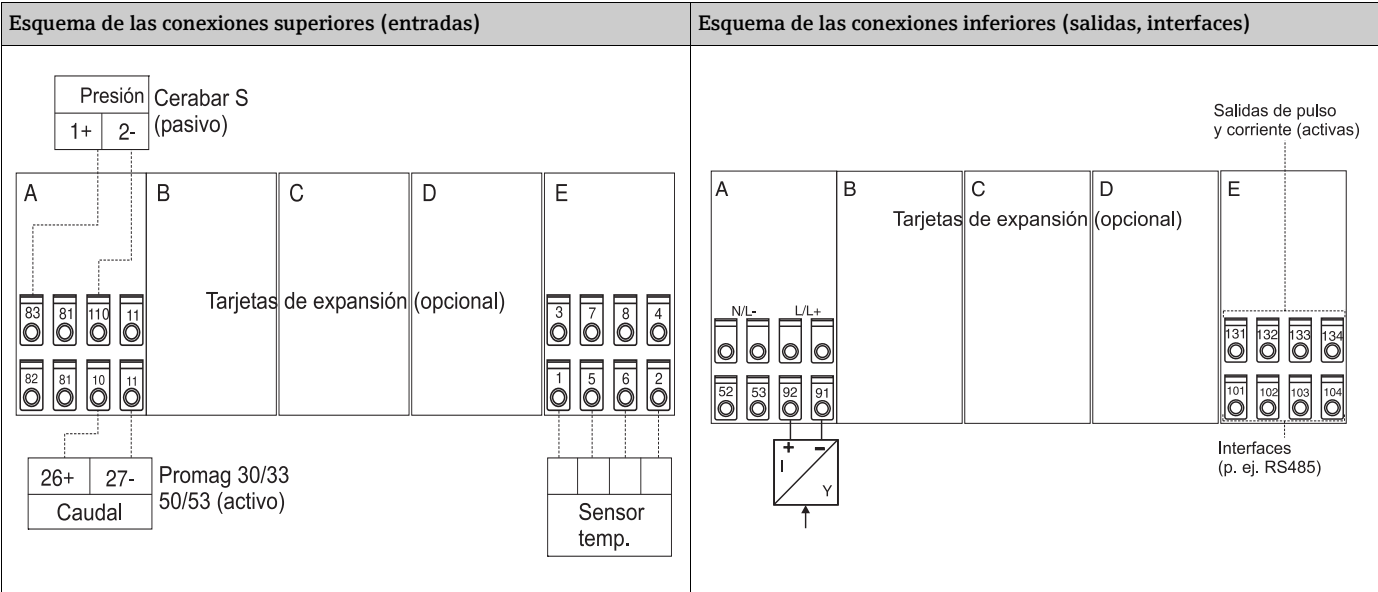 Esquema de las conexiones superiores (entradas)
Presión
Cerabar S
(pasivo)
1+ 2-
A B C D E
Tarjetas de expansión (opcional)
83 81 110 11
3 7 8 4
82 81 10 11
1 5 6 2
26+ 27-
Caudal
Promag 30/33
50/53 (activo)
Sensor
temp.
Esquema de las conexiones inferiores (salidas, interfaces)
Salidas de pulso
y corriente (activas)
A B C D E
Tarjetas de expansión (opcional)
N/L- L/L+
131 132 133 134
52 53 92 91
101 102 103 104
+ -
I
Y
Interfaces
(p. ej. RS485)